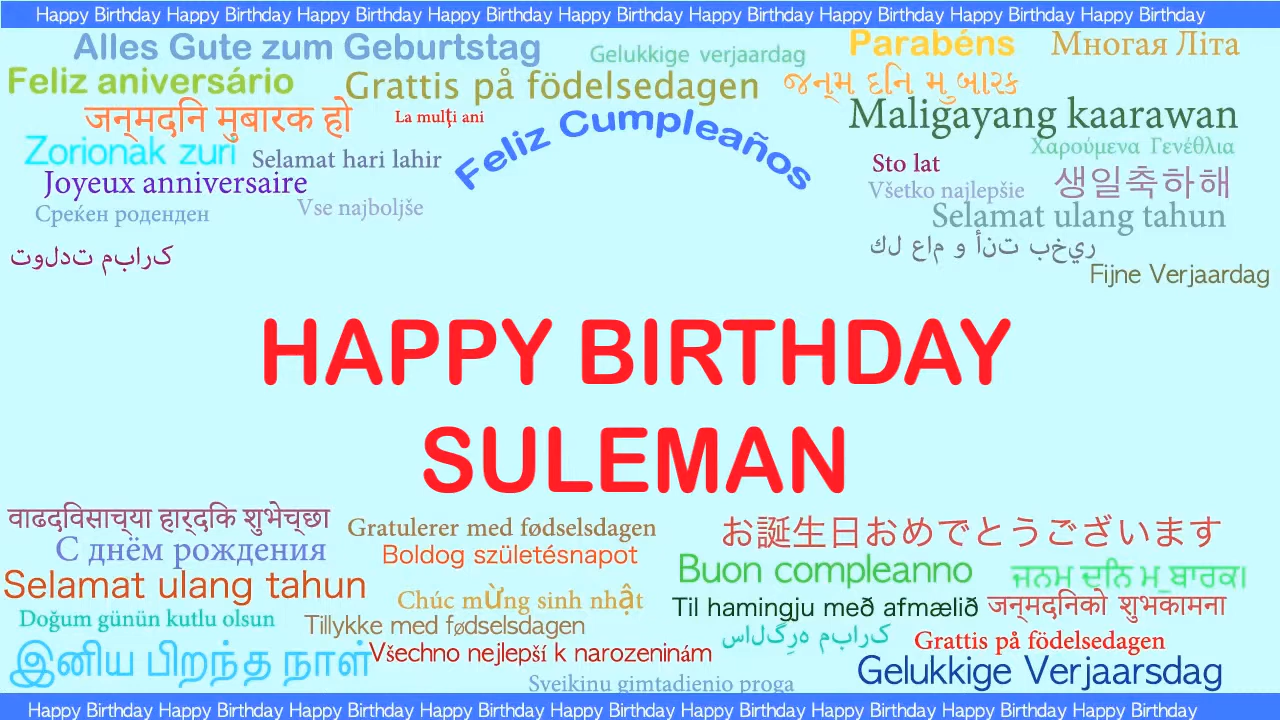 Happy Birthday Happy Birthday Happy Birthday Happy Birthday Happy Birthday Happy Birthday Happy Birthday Happy Birthday Happy Birthday
Alles Gute zum Geburtstag
Gelukkige verjaardag
Parabéns
Многая Літа
Feliz aniversário
Grattis på födelsedagen
જન્મ દનિ મુબારક
जन्मदनि मुबारक हो
La mulţi ani
Feliz Cumpleaños
Maligayang kaarawan
Zorionak zuri
Selamat hari lahir
Χαρούμενα Γενέθλια
Sto lat
Joyeux anniversaire
Všetko najlepšie
생일축하해
Среќен роденден
Vse najboljše
Selamat ulang tahun
تولدت مبارک
كل عام و أنت بخير
Fijne Verjaardag
HAPPY BIRTHDAY
SULEMAN
वाढदविसाच्या हार्दकि शुभेच्छा
Gratulerer med fødselsdagen
お誕生日おめでとうございます
С днём рождения
Boldog születésnapot
Buon compleanno
ਜਨਮ ਦਨਿ ਮੁਬਾਰਕ।
Selamat ulang tahun
Chúc mừng sinh nhật
Til hamingju með afmælið
जन्मदनिको शुभकामना
Doğum günün kutlu olsun
Tillykke med fødselsdagen
سالگرہ مبارک
Grattis på födelsedagen
இனிய பிறந்த நாள்
Všechno nejlepší k narozeninám
Gelukkige Verjaarsdag
Sveikinu gimtadienio proga
Happy Birthday Happy Birthday Happy Birthday Happy Birthday Happy Birthday Happy Birthday Happy Birthday Happy Birthday Happy Birthday